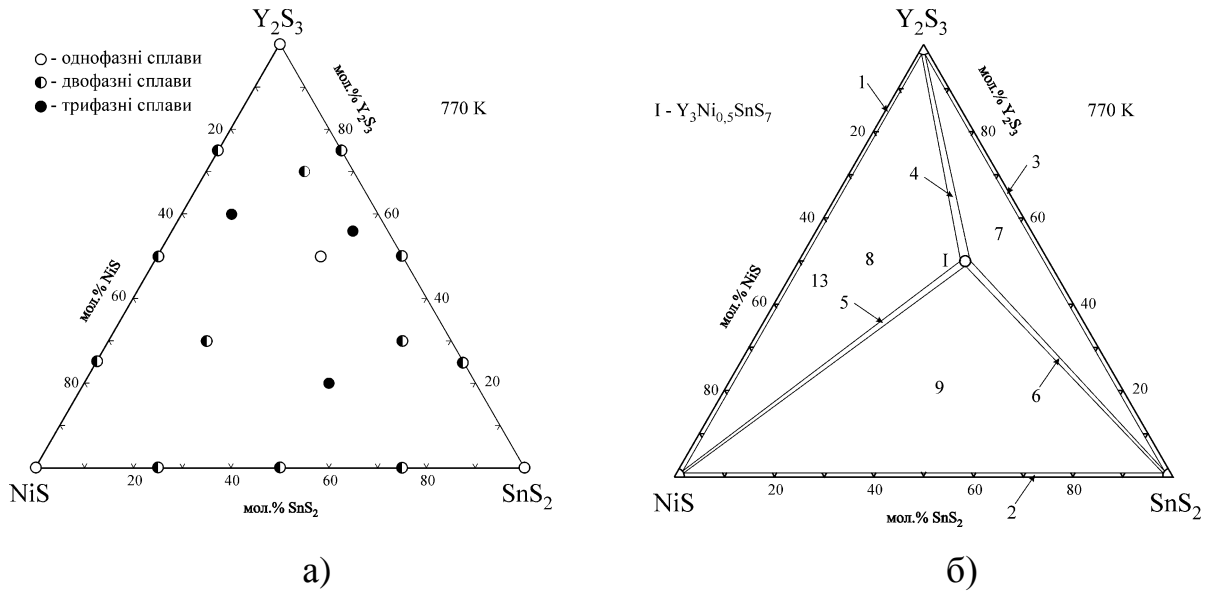 Y₂S₃
○ - однофазні сплави
◐ - двофазні сплави
● - трифазні сплави
мол.% Y₂S₃
770 K
20
80
40
60
мол.% NiS
60
40
80
20
NiS
20
40
60
80
SnS₂
мол.% SnS₂
а)
Y₂S₃
1
мол.% Y₂S₃
I - Y₃Ni₀,₅SnS₇
770 K
20
80
3
4
40
60
7
8
I
13
мол.% NiS
60
5
40
9
80
6
20
NiS
20
40
60
80
SnS₂
мол.% SnS₂
2
б)